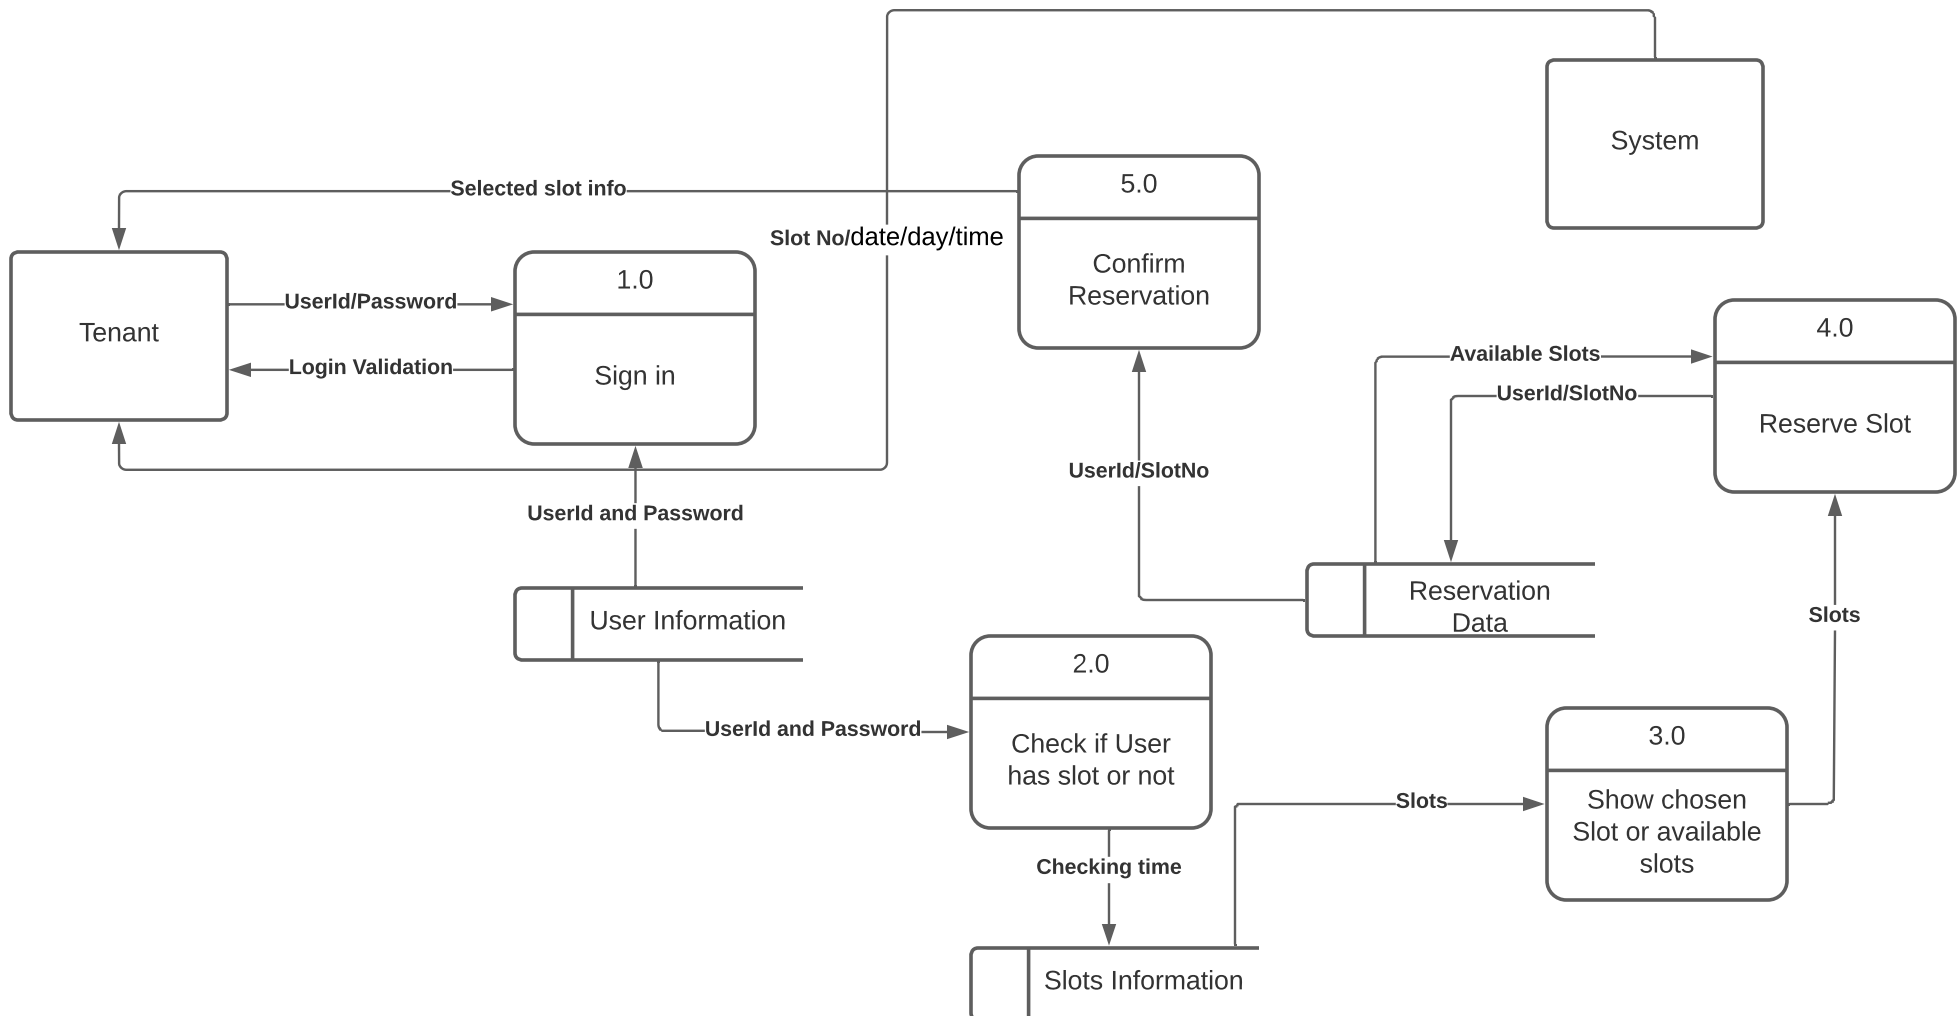 System
5.0
Selected slot info
Slot No/date/day/time
Confirm
Reservation
1.0
UserId/Password
Tenant
Login Validation
Sign in
4.0
Available Slots
UserId/SlotNo
Reserve Slot
UserId/SlotNo
UserId and Password
User Information
Reservation
Data
Slots
2.0
UserId and Password
Check if User
has slot or not
3.0
Slots
Show chosen
Slot or available
slots
Checking time
Slots Information